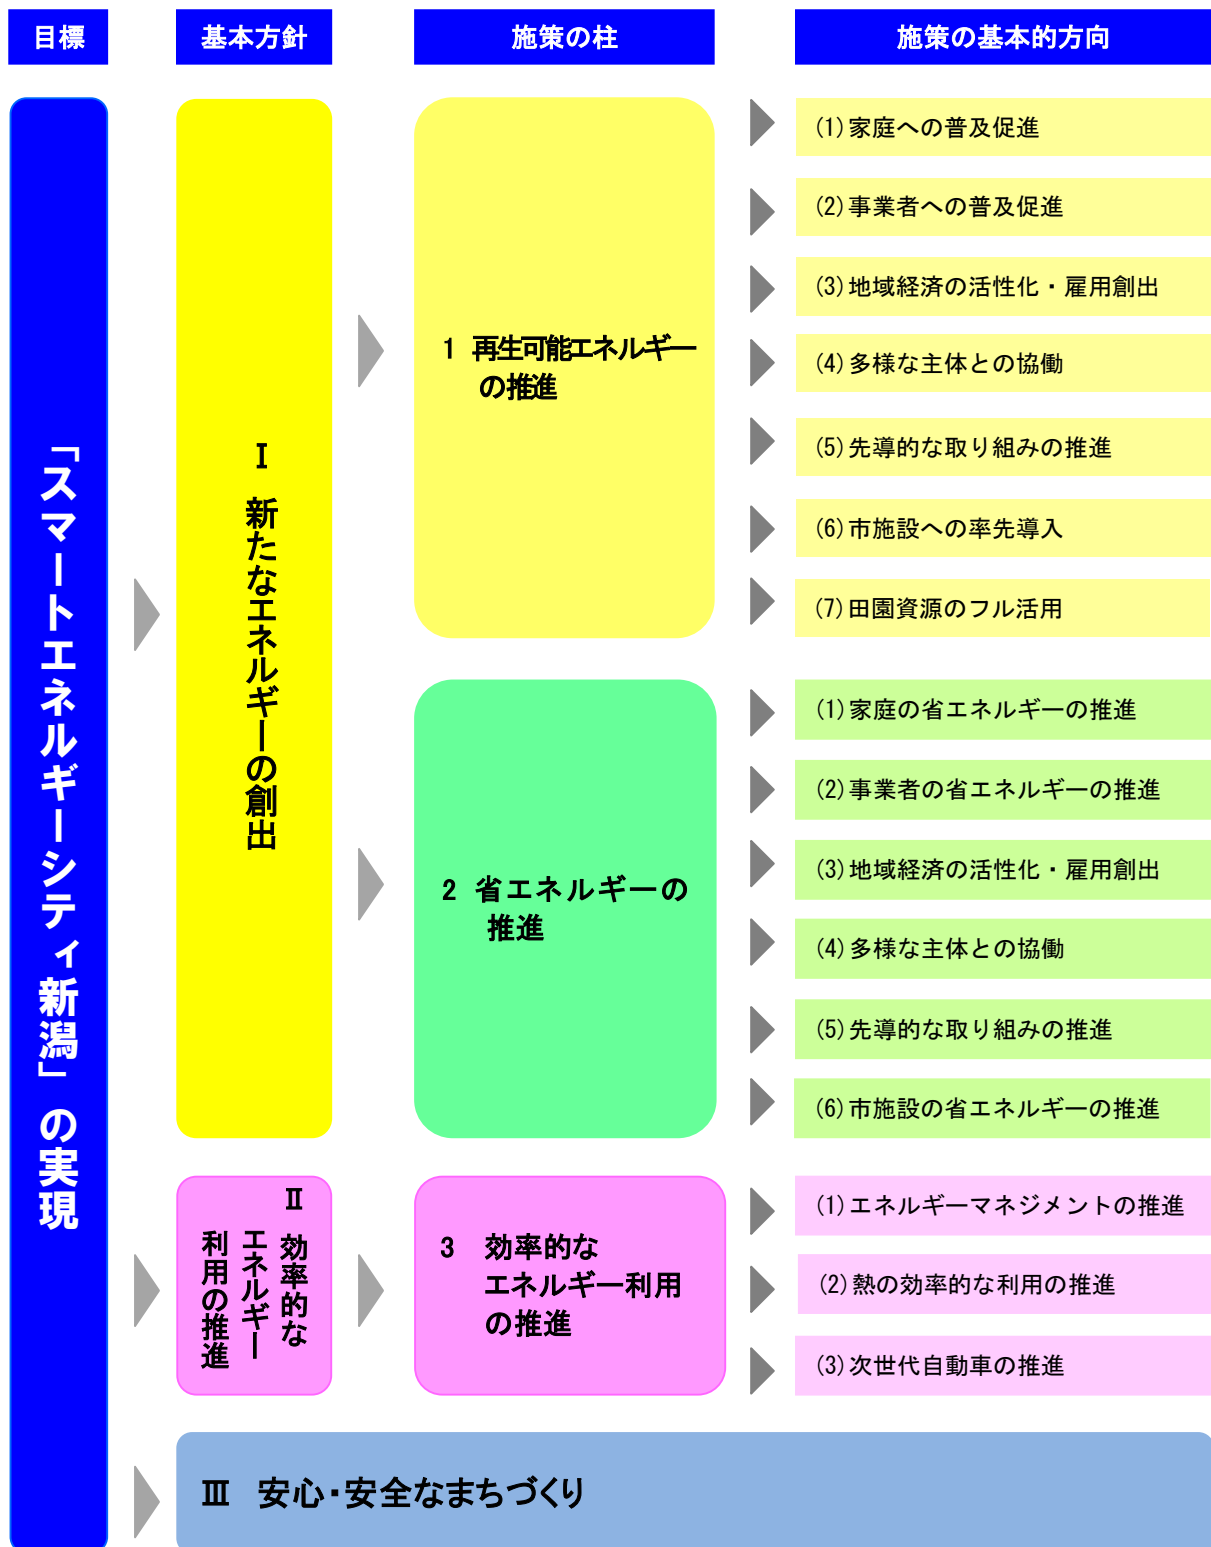 目標
基本方針
施策の柱
施策の基本的方向
「スマートエネルギーシティ新潟」の実現
Ⅰ 新たなエネルギーの創出
1 再生可能エネルギー
の推進
(1)家庭への普及促進
(2)事業者への普及促進
(3)地域経済の活性化・雇用創出
(4)多様な主体との協働
(5)先導的な取り組みの推進
(6)市施設への率先導入
(7)田園資源のフル活用
2 省エネルギーの
推進
(1)家庭の省エネルギーの推進
(2)事業者の省エネルギーの推進
(3)地域経済の活性化・雇用創出
(4)多様な主体との協働
(5)先導的な取り組みの推進
(6)市施設の省エネルギーの推進
Ⅱ 効率的な
エネルギー
利用の推進
3 効率的な
エネルギー利用
の推進
(1)エネルギーマネジメントの推進
(2)熱の効率的な利用の推進
(3)次世代自動車の推進
Ⅲ 安心・安全なまちづくり